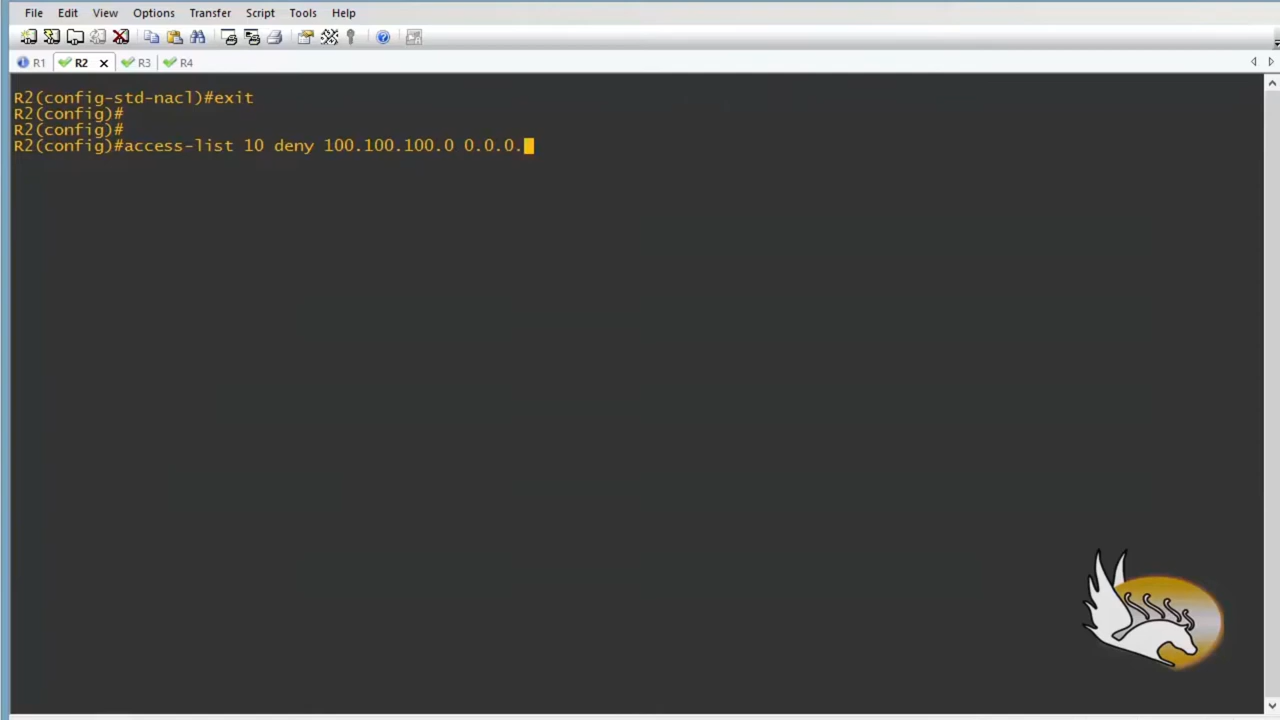 File Edit View Options Transfer Script Tools Help
R1 R2 R3 R4
R2(config-std-nacl)#exit
R2(config)#
R2(config)#
R2(config)#access-list 10 deny 100.100.100.0 0.0.0.